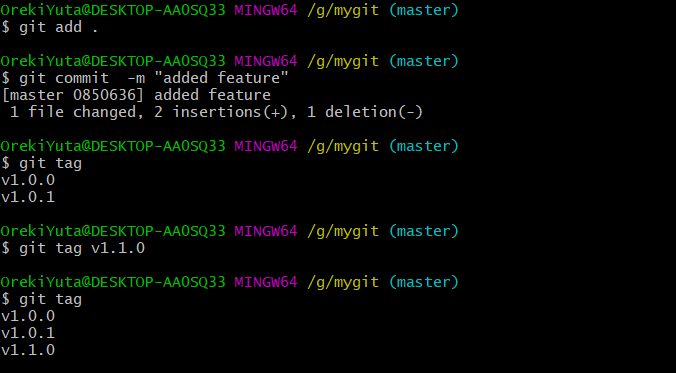 OrekiYuta@DESKTOP-AA0SQ33 MINGW64 /g/mygit (master)
$ git add .
OrekiYuta@DESKTOP-AA0SQ33 MINGW64 /g/mygit (master)
$ git commit  -m "added feature"
[master 0850636] added feature
 1 file changed, 2 insertions(+), 1 deletion(-)
OrekiYuta@DESKTOP-AA0SQ33 MINGW64 /g/mygit (master)
$ git tag
v1.0.0
v1.0.1
OrekiYuta@DESKTOP-AA0SQ33 MINGW64 /g/mygit (master)
$ git tag v1.1.0
OrekiYuta@DESKTOP-AA0SQ33 MINGW64 /g/mygit (master)
$ git tag
v1.0.0
v1.0.1
v1.1.0